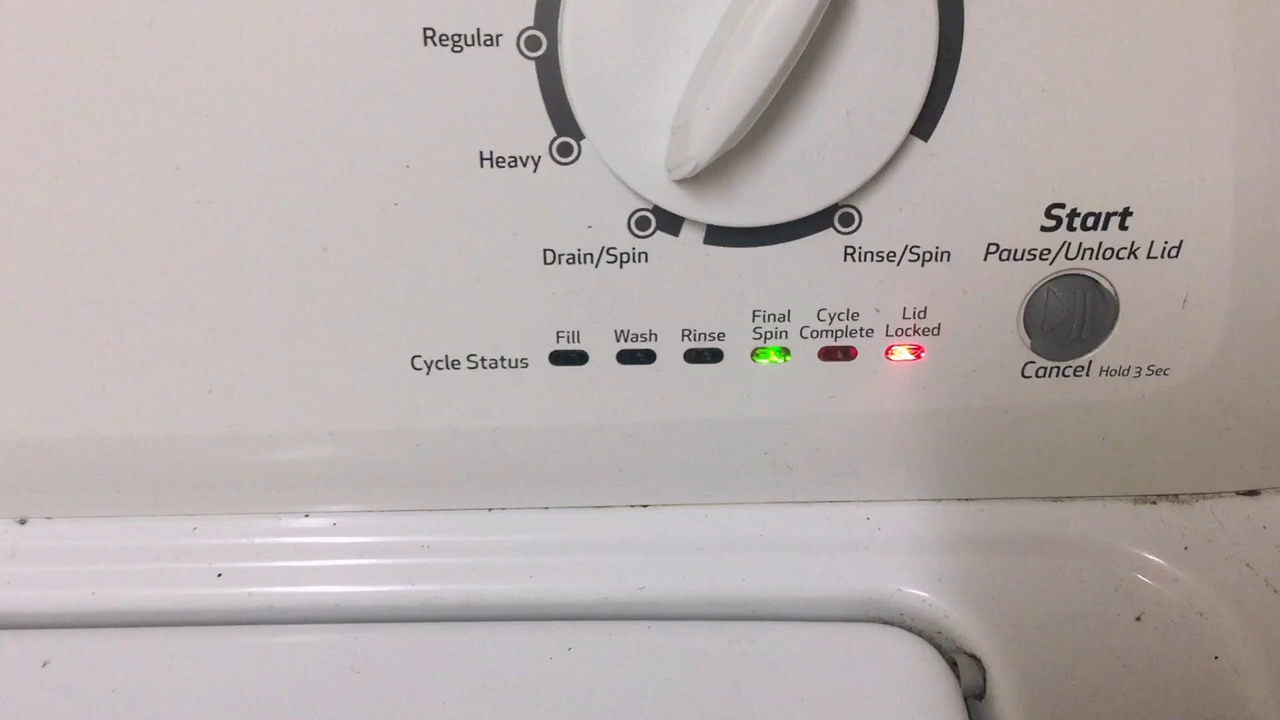 Regular
Heavy
Drain/Spin
Rinse/Spin
Start
Pause/Unlock Lid
Cancel Hold 3 Sec
Cycle Status
Fill
Wash
Rinse
Final
Spin
Cycle
Complete
Lid
Locked